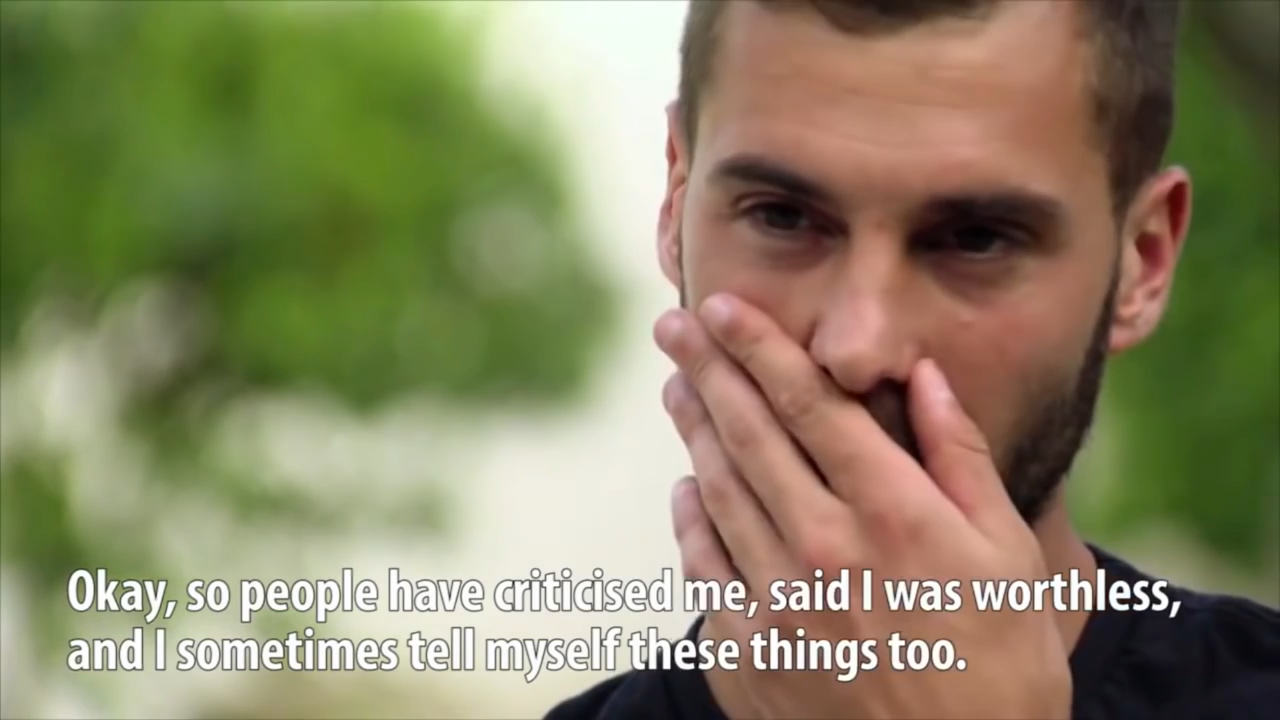 Okay, so people have criticised me, said I was worthless,
and I sometimes tell myself these things too.